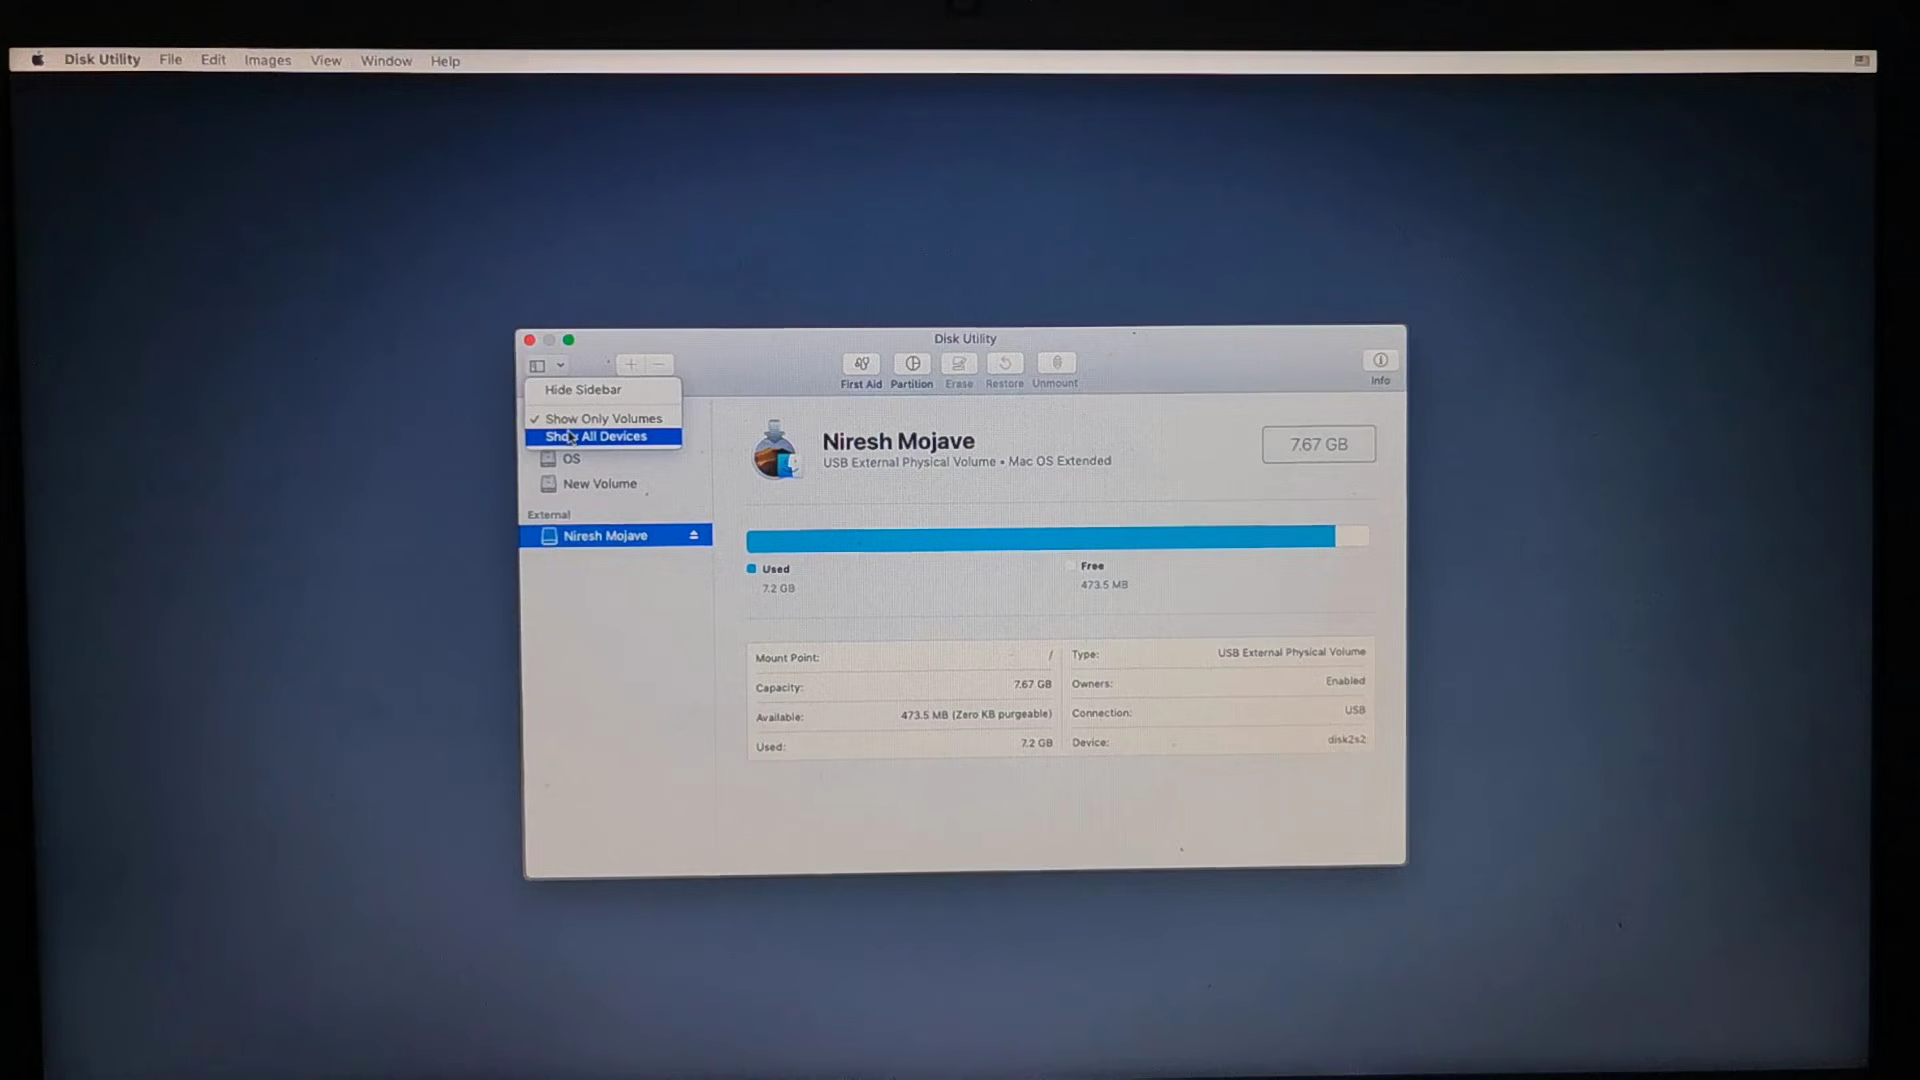 Disk Utility File Edit Images View Window Help
Disk Utility
First Aid Partition Erase Restore Unmount
Info
Hide Sidebar
✓ Show Only Volumes
Show All Devices
OS
New Volume
External
Niresh Mojave
Niresh Mojave
USB External Physical Volume • Mac OS Extended
7.67 GB
Used
7.2 GB
Free
473.5 MB
Mount Point: /
Capacity: 7.67 GB
Available: 473.5 MB (Zero KB purgeable)
Used: 7.2 GB
Type: USB External Physical Volume
Owners: Enabled
Connection: USB
Device: disk2s2